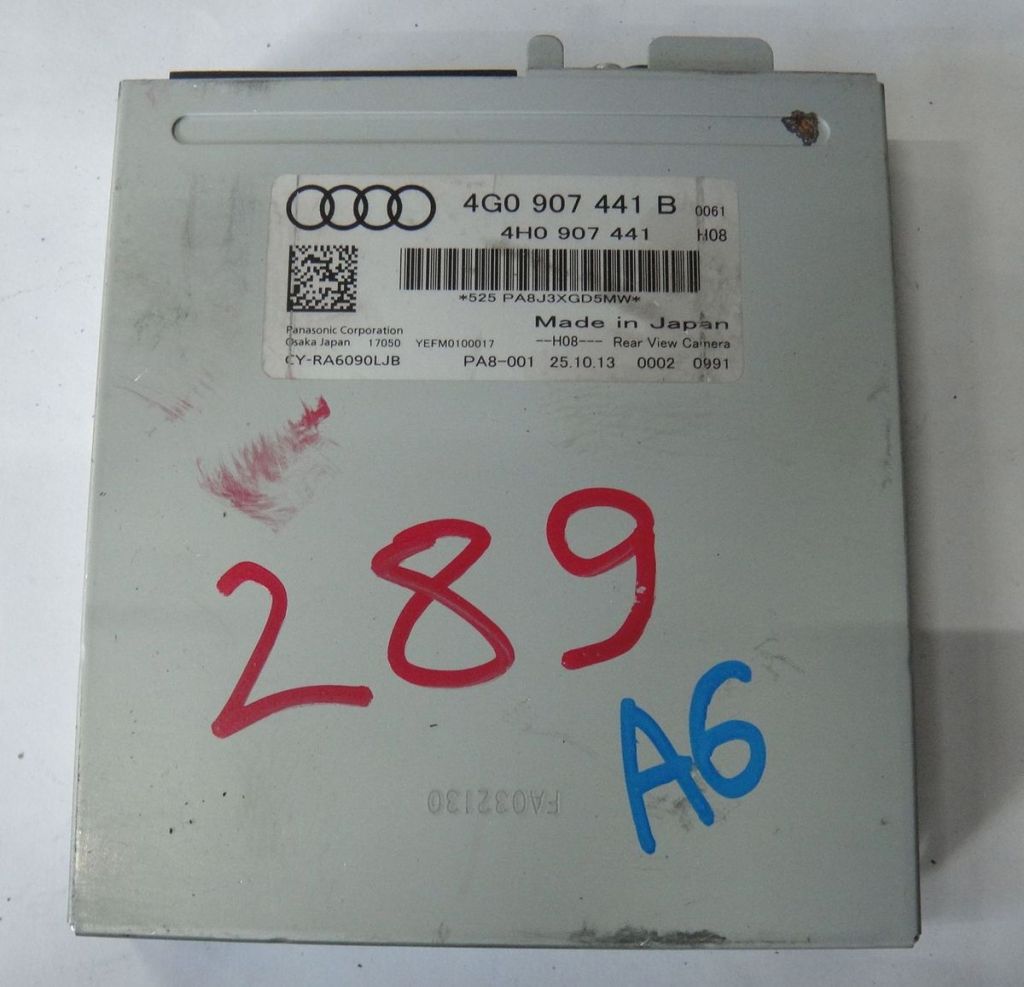 4G0 907 441 B 0061
4H0 907 441 H08
*525 PA8J3XGD5MW*
Made in Japan
Panasonic Corporation
Osaka Japan 17050 YEFM0100017 --H08--- Rear View Camera
CY-RA6090LJB PA8-001 25.10.13 0002 0991
289
A6
FA032130